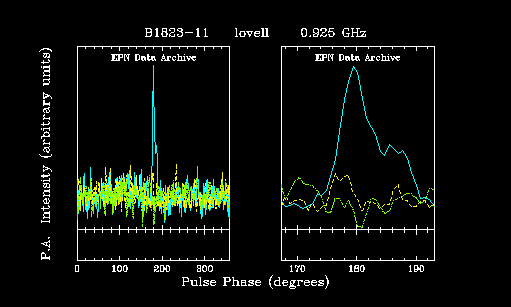 B1823-11 lovell 0.925 GHz
EPN Data Archive EPN Data Archive
P.A. Intensity (arbitrary units)
0 100 200 300 170 180 190
Pulse Phase (degrees)